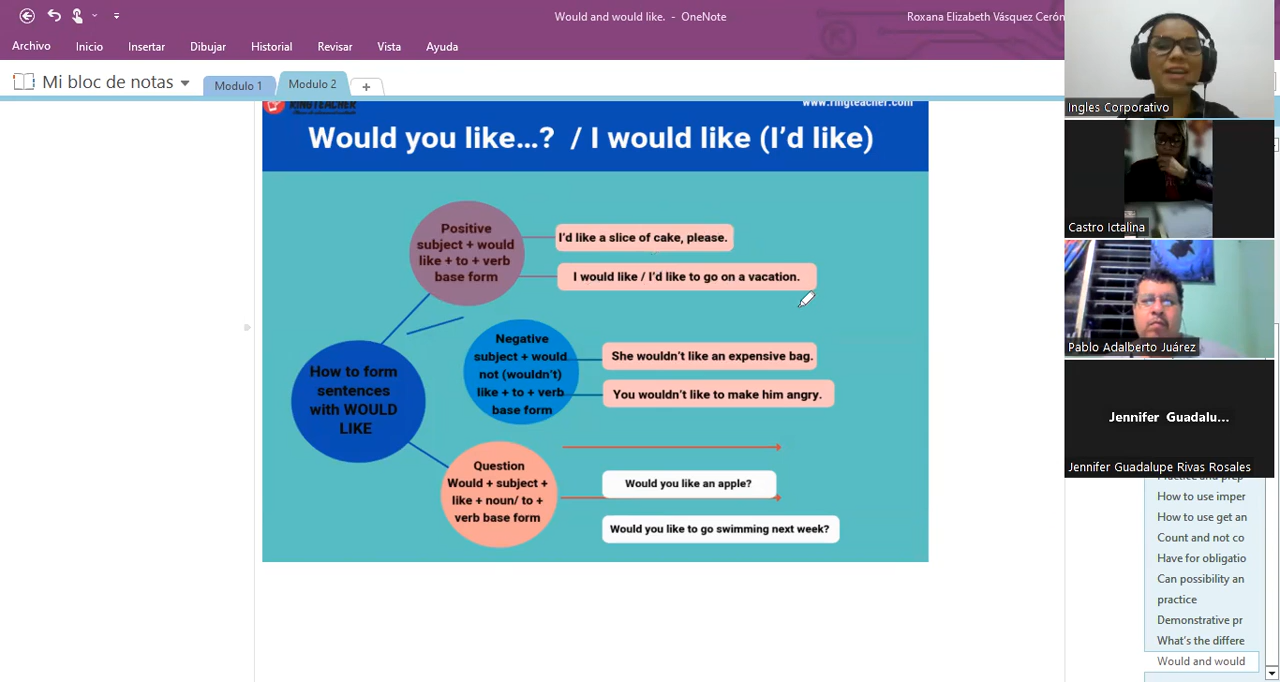 Would and would like. - OneNote
Roxana Elizabeth Vásquez Cerón
Archivo Inicio Insertar Dibujar Historial Revisar Vista Ayuda
Mi bloc de notas
Modulo 1
Modulo 2
RINGTEACHER
www.ringteacher.com
Would you like...? / I would like (I'd like)
Positive
subject + would
like + to + verb
base form
I'd like a slice of cake, please.
I would like / I'd like to go on a vacation.
How to form
sentences
with WOULD
LIKE
Negative
subject + would
not (wouldn't)
like + to + verb
base form
She wouldn't like an expensive bag.
You wouldn't like to make him angry.
Question
Would + subject +
like + noun/ to +
verb base form
Would you like an apple?
Would you like to go swimming next week?
Ingles Corporativo
Castro Ictalina
Pablo Adalberto Juárez
Jennifer Guadalu...
Jennifer Guadalupe Rivas Rosales
Practice and prep
How to use imper
How to use get an
Count and not co
Have for obligatio
Can possibility an
practice
Demonstrative pr
What's the differe
Would and would